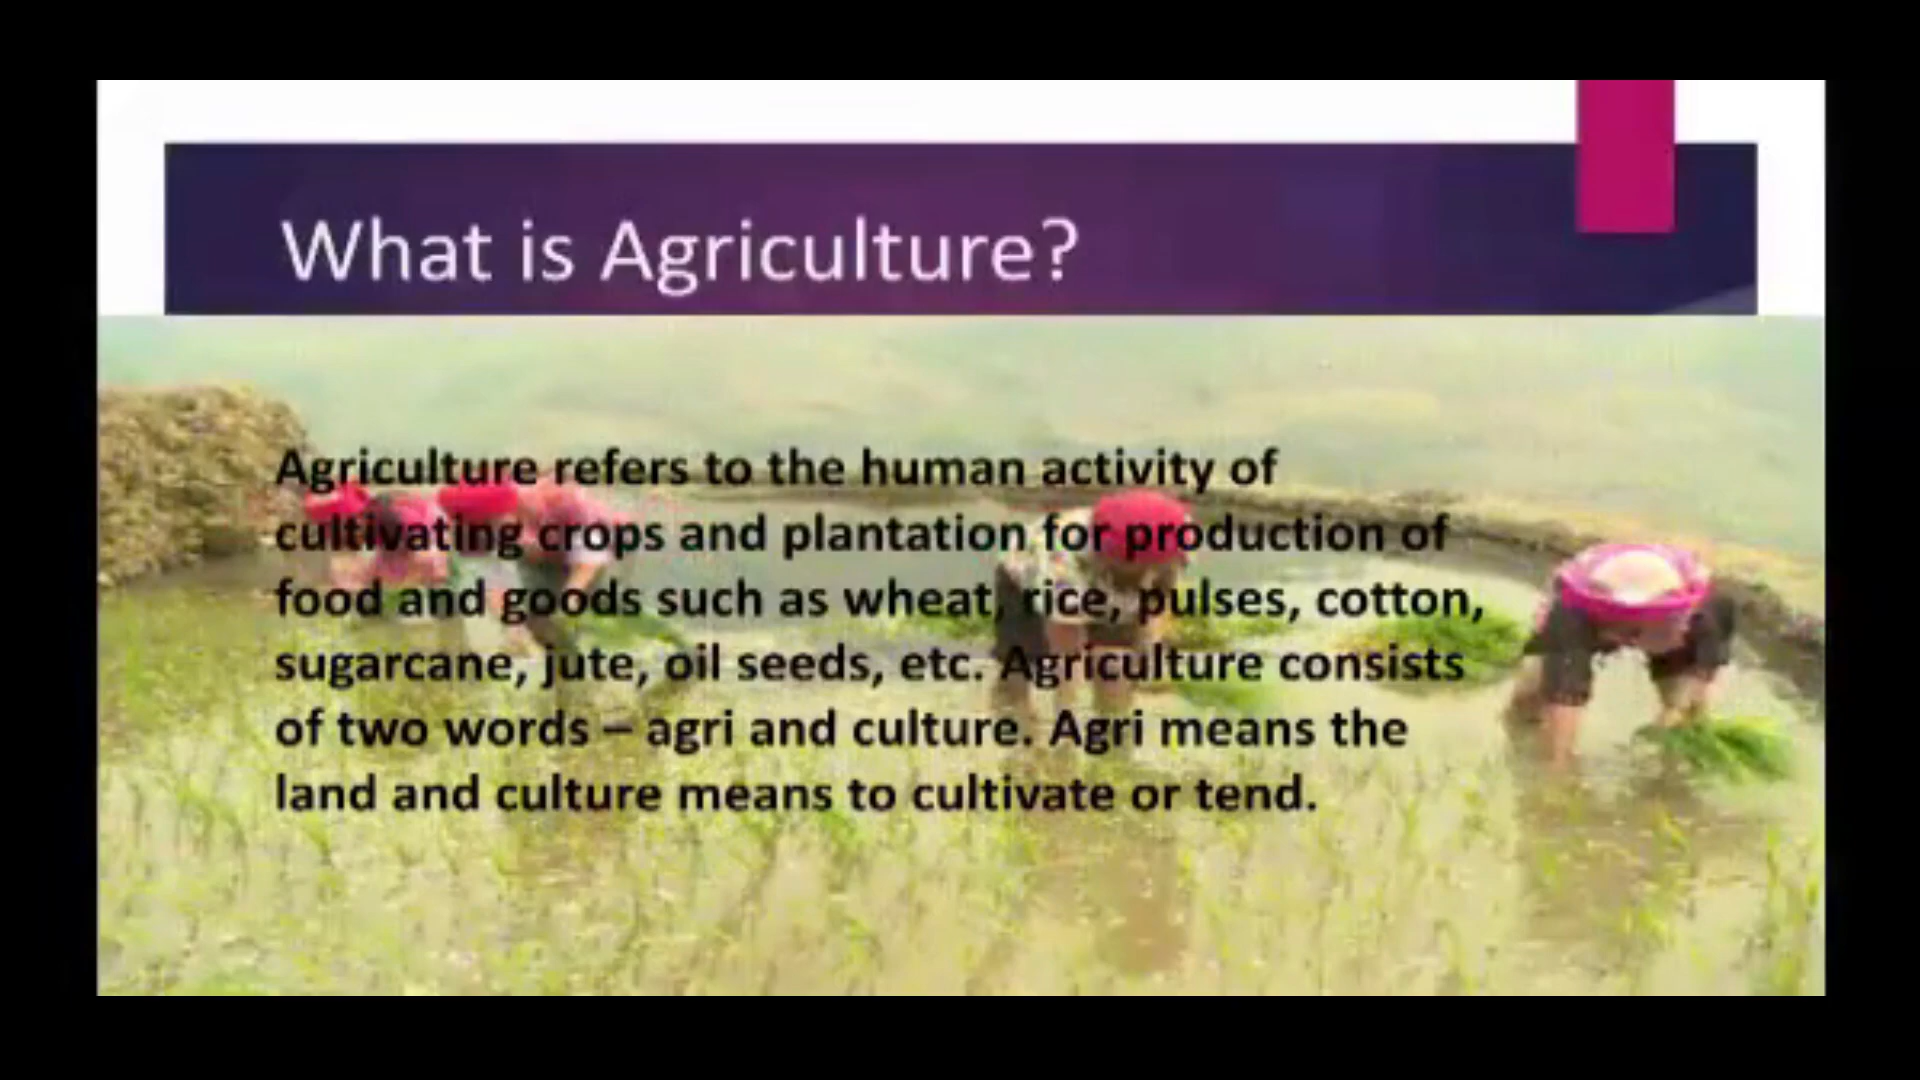 What is Agriculture?
Agriculture refers to the human activity of
cultivating crops and plantation for production of
food and goods such as wheat, rice, pulses, cotton,
sugarcane, jute, oil seeds, etc. Agriculture consists
of two words – agri and culture. Agri means the
land and culture means to cultivate or tend.